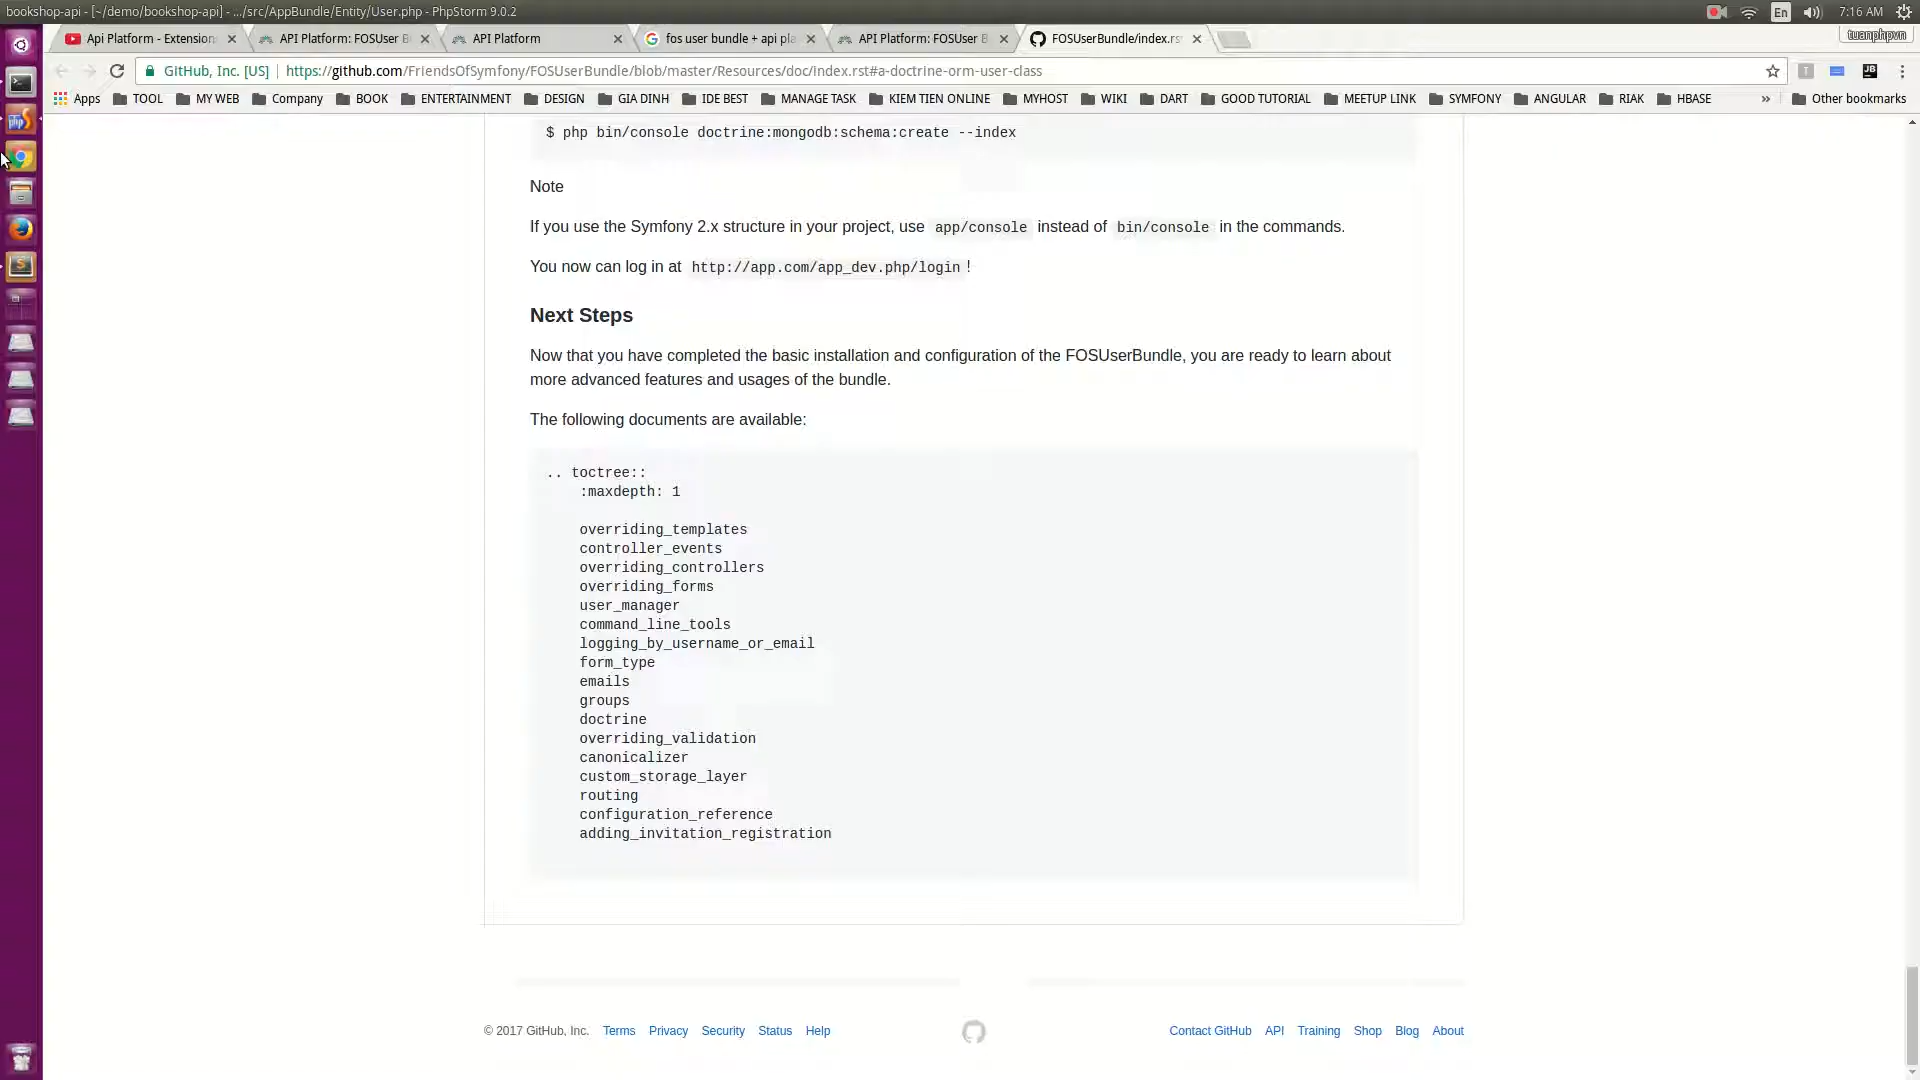 bookshop-api - [~/demo/bookshop-api] - .../src/AppBundle/Entity/User.php - PhpStorm 9.0.2
En
7:16 AM
Api Platform - Extension
API Platform: FOSUser B
API Platform
fos user bundle + api pla
API Platform: FOSUser B
FOSUserBundle/index.rs
tuanphpvn
GitHub, Inc. [US]
https://github.com/FriendsOfSymfony/FOSUserBundle/blob/master/Resources/doc/index.rst#a-doctrine-orm-user-class
Apps
TOOL
MY WEB
Company
BOOK
ENTERTAINMENT
DESIGN
GIA DINH
IDE BEST
MANAGE TASK
KIEM TIEN ONLINE
MYHOST
WIKI
DART
GOOD TUTORIAL
MEETUP LINK
SYMFONY
ANGULAR
RIAK
HBASE
»
Other bookmarks
$ php bin/console doctrine:mongodb:schema:create --index
Note
If you use the Symfony 2.x structure in your project, use app/console instead of bin/console in the commands.
You now can log in at http://app.com/app_dev.php/login !
Next Steps
Now that you have completed the basic installation and configuration of the FOSUserBundle, you are ready to learn about
more advanced features and usages of the bundle.
The following documents are available:
.. toctree::
:maxdepth: 1
overriding_templates
controller_events
overriding_controllers
overriding_forms
user_manager
command_line_tools
logging_by_username_or_email
form_type
emails
groups
doctrine
overriding_validation
canonicalizer
custom_storage_layer
routing
configuration_reference
adding_invitation_registration
© 2017 GitHub, Inc.
Terms
Privacy
Security
Status
Help
Contact GitHub
API
Training
Shop
Blog
About